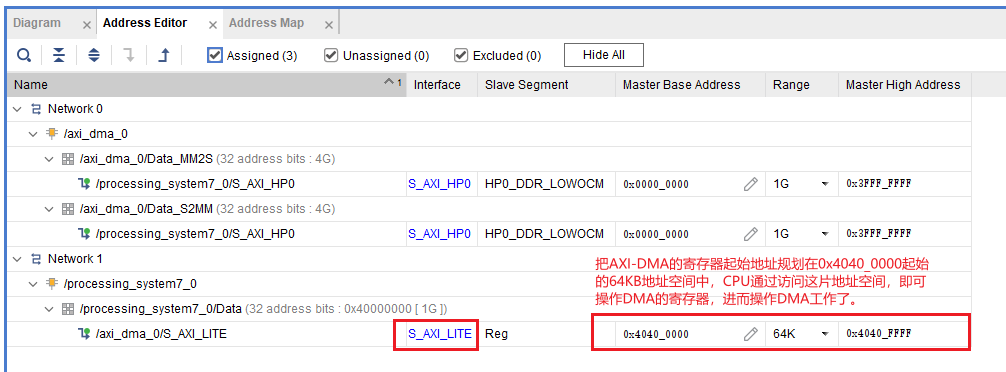 Diagram × Address Editor × Address Map ×
Assigned (3) Unassigned (0) Excluded (0) Hide All
Name 1 Interface Slave Segment Master Base Address Range Master High Address
Network 0
/axi_dma_0
/axi_dma_0/Data_MM2S (32 address bits : 4G)
/processing_system7_0/S_AXI_HP0 S_AXI_HP0 HP0_DDR_LOWOCM 0x0000_0000 1G 0x3FFF_FFFF
/axi_dma_0/Data_S2MM (32 address bits : 4G)
/processing_system7_0/S_AXI_HP0 S_AXI_HP0 HP0_DDR_LOWOCM 0x0000_0000 1G 0x3FFF_FFFF
Network 1
/processing_system7_0
/processing_system7_0/Data (32 address bits : 0x40000000 [ 1G ])
/axi_dma_0/S_AXI_LITE S_AXI_LITE Reg 0x4040_0000 64K 0x4040_FFFF
把AXI-DMA的寄存器起始地址规划在0x4040_0000起始
的64KB地址空间中，CPU通过访问这片地址空间，即可
操作DMA的寄存器，进而操作DMA工作了。